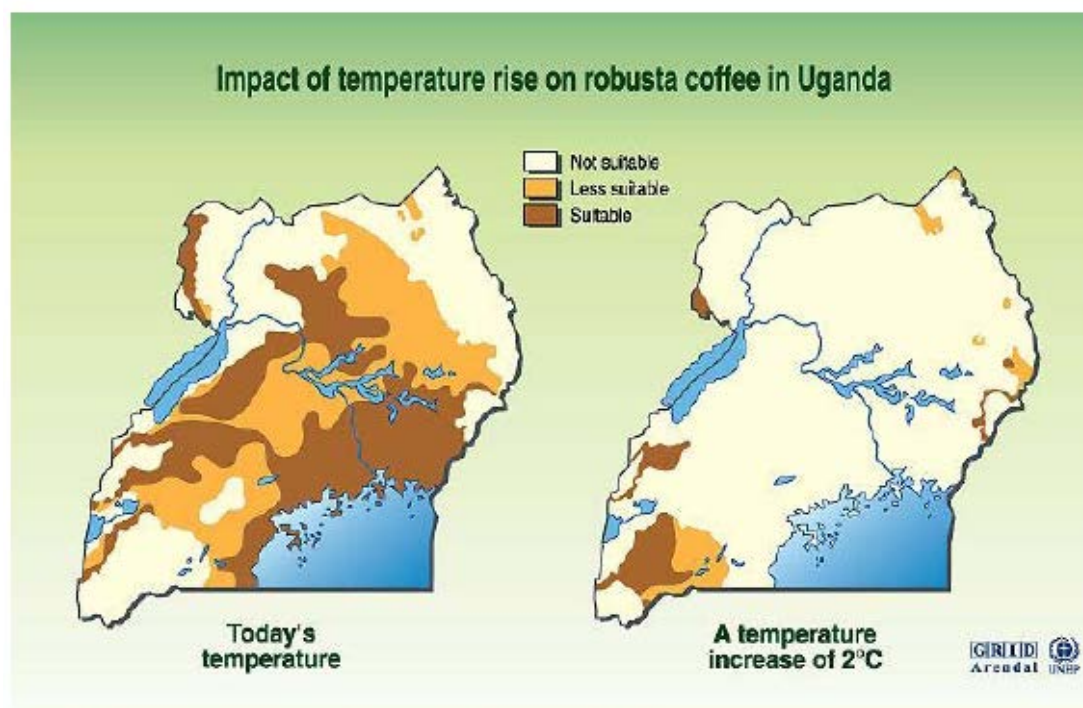 Impact of temperature rise on robusta coffee in Uganda
Not suitable
Less suitable
Suitable
Today's
temperature
A temperature
increase of 2°C
GRID
Arendal
UNEP